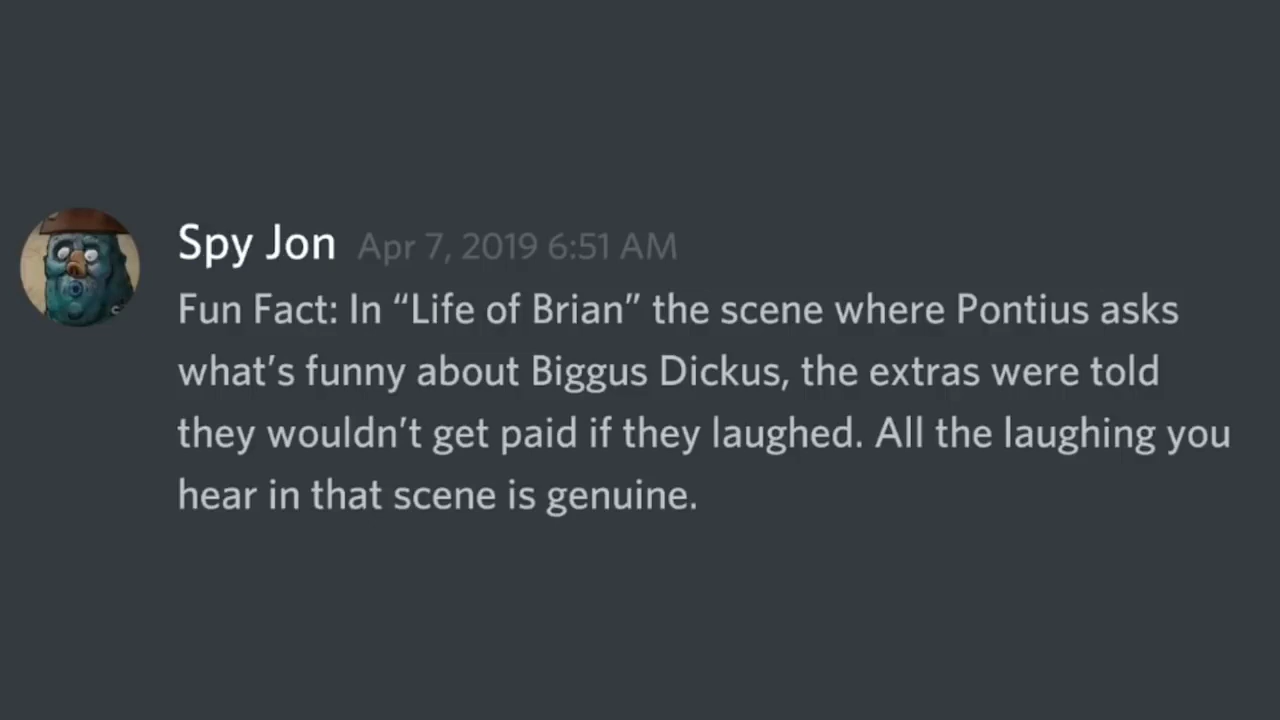 Spy Jon Apr 7, 2019 6:51 AM
Fun Fact: In “Life of Brian” the scene where Pontius asks
what’s funny about Biggus Dickus, the extras were told
they wouldn’t get paid if they laughed. All the laughing you
hear in that scene is genuine.